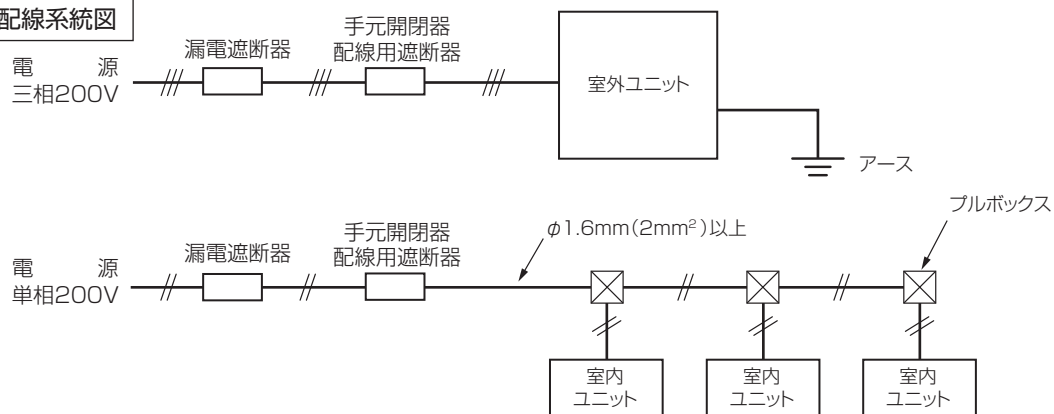 配線系統図
電　源
三相200V
漏電遮断器
手元開閉器
配線用遮断器
室外ユニット
アース
プルボックス
電　源
単相200V
漏電遮断器
手元開閉器
配線用遮断器
φ1.6mm(2mm²)以上
室内
ユニット
室内
ユニット
室内
ユニット